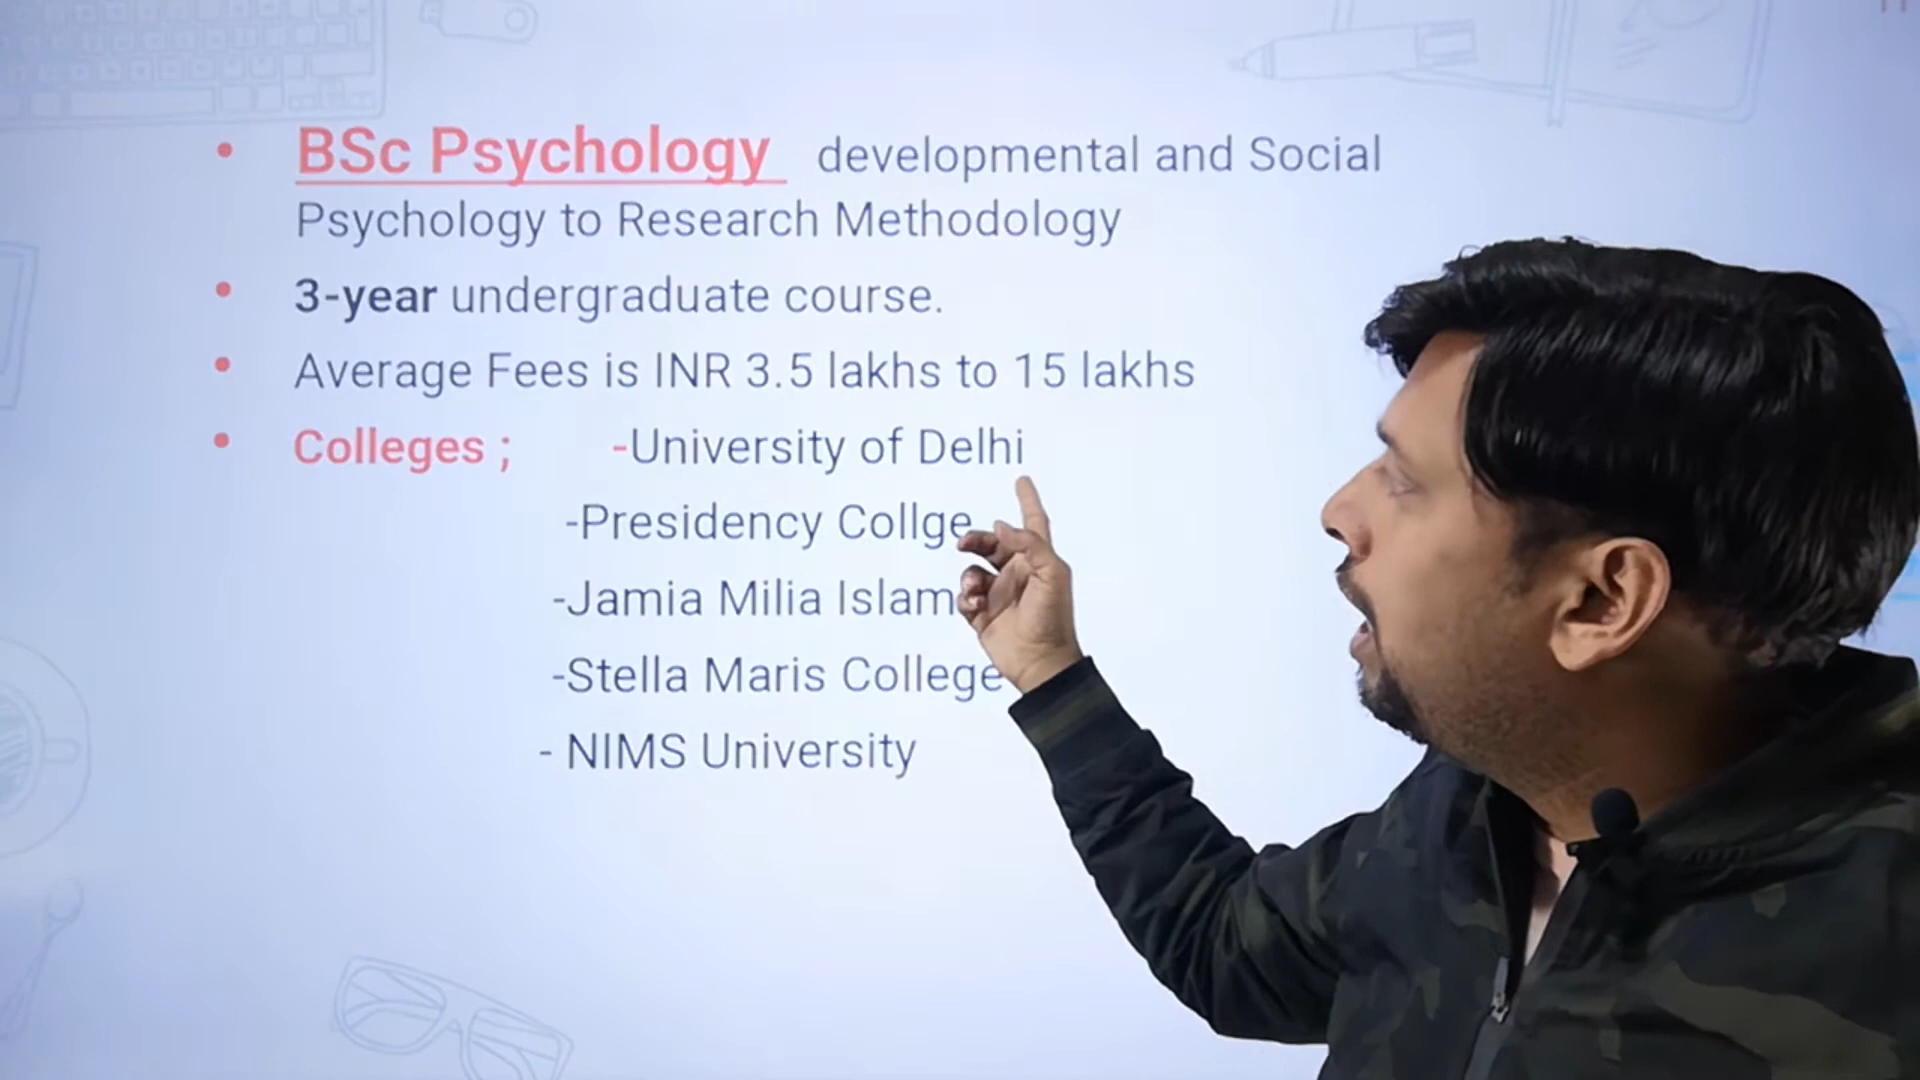 • BSc Psychology developmental and Social
Psychology to Research Methodology
• 3-year undergraduate course.
• Average Fees is INR 3.5 lakhs to 15 lakhs
• Colleges ; -University of Delhi
-Presidency Collge
-Jamia Milia
-Stella Maris College
- NIMS University